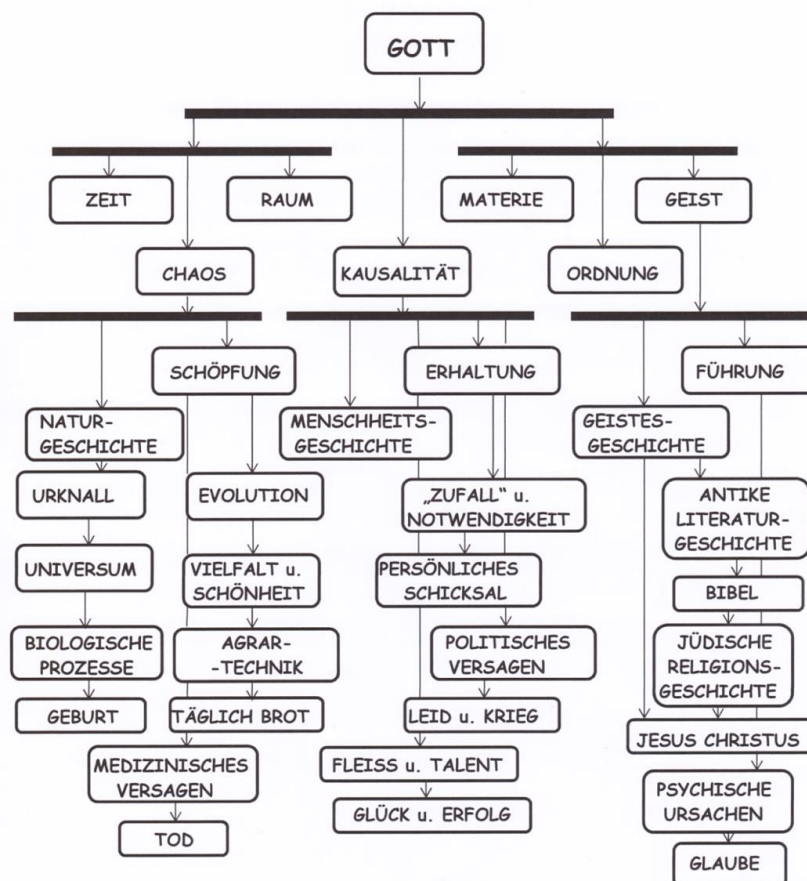 GOTT
ZEIT
RAUM
MATERIE
GEIST
CHAOS
KAUSALITÄT
ORDNUNG
SCHÖPFUNG
ERHALTUNG
FÜHRUNG
NATUR-
GESCHICHTE
MENSCHHEITS-
GESCHICHTE
GEISTES-
GESCHICHTE
URKNALL
EVOLUTION
„ZUFALL“ u.
NOTWENDIGKEIT
ANTIKE
LITERATUR-
GESCHICHTE
UNIVERSUM
VIELFALT u.
SCHÖNHEIT
PERSÖNLICHES
SCHICKSAL
BIBEL
BIOLOGISCHE
PROZESSE
AGRAR-
-TECHNIK
POLITISCHES
VERSAGEN
JÜDISCHE
RELIGIONS-
GESCHICHTE
GEBURT
TÄGLICH BROT
LEID u. KRIEG
JESUS CHRISTUS
MEDIZINISCHES
VERSAGEN
FLEISS u. TALENT
PSYCHISCHE
URSACHEN
TOD
GLÜCK u. ERFOLG
GLAUBE